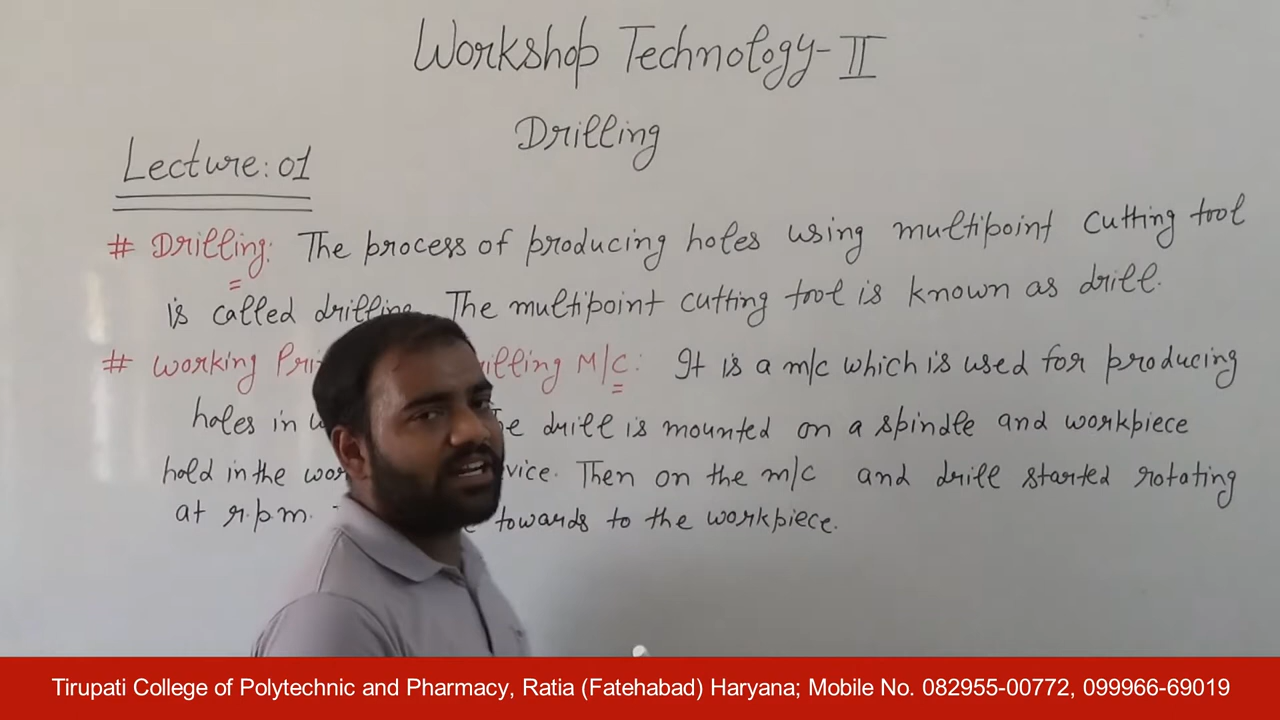 Workshop Technology-II
Drilling
Lecture: 01
# Drilling: The process of producing holes using multipoint cutting tool
is called drilling. The multipoint cutting tool is known as drill.
# Working M/C: It is a m/c which is used for producing
holes in drill is mounted on a spindle and workpiece
hold in the vice. Then on the m/c and drill started rotating
at r.p.m. towards to the workpiece.
Tirupati College of Polytechnic and Pharmacy, Ratia (Fatehabad) Haryana; Mobile No. 082955-00772, 099966-69019